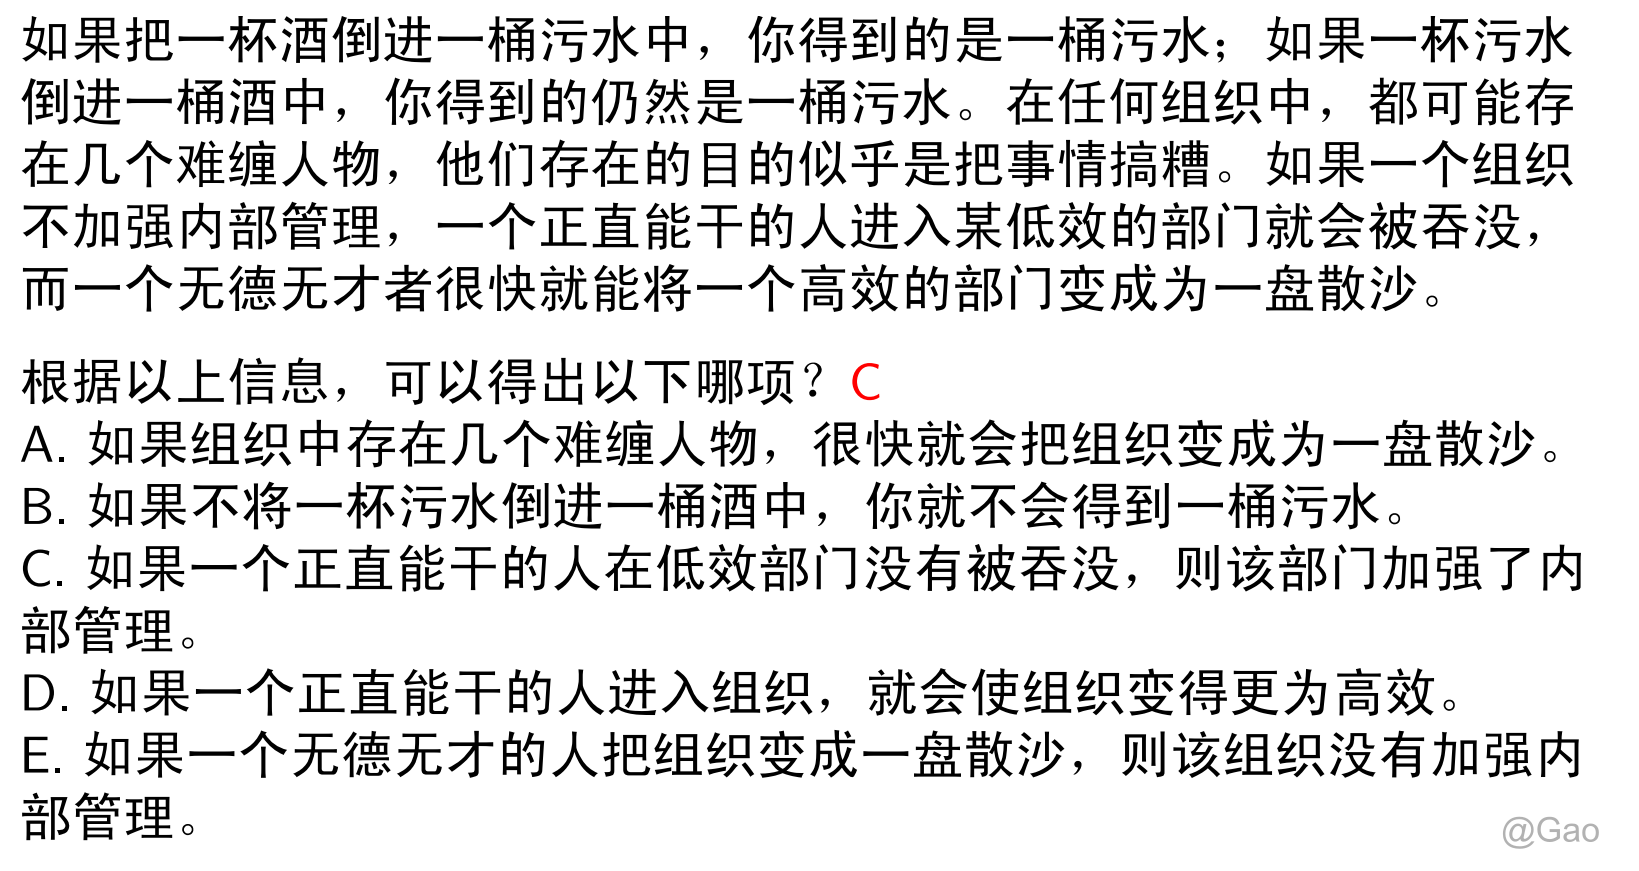 如果把一杯酒倒进一桶污水中，你得到的是一桶污水；如果一杯污水
倒进一桶酒中，你得到的仍然是一桶污水。在任何组织中，都可能存
在几个难缠人物，他们存在的目的似乎是把事情搞糟。如果一个组织
不加强内部管理，一个正直能干的人进入某低效的部门就会被吞没，
而一个无德无才者很快就能将一个高效的部门变成为一盘散沙。
根据以上信息，可以得出以下哪项？C
A. 如果组织中存在几个难缠人物，很快就会把组织变成为一盘散沙。
B. 如果不将一杯污水倒进一桶酒中，你就不会得到一桶污水。
C. 如果一个正直能干的人在低效部门没有被吞没，则该部门加强了内
部管理。
D. 如果一个正直能干的人进入组织，就会使组织变得更为高效。
E. 如果一个无德无才的人把组织变成一盘散沙，则该组织没有加强内
部管理。
@Gao